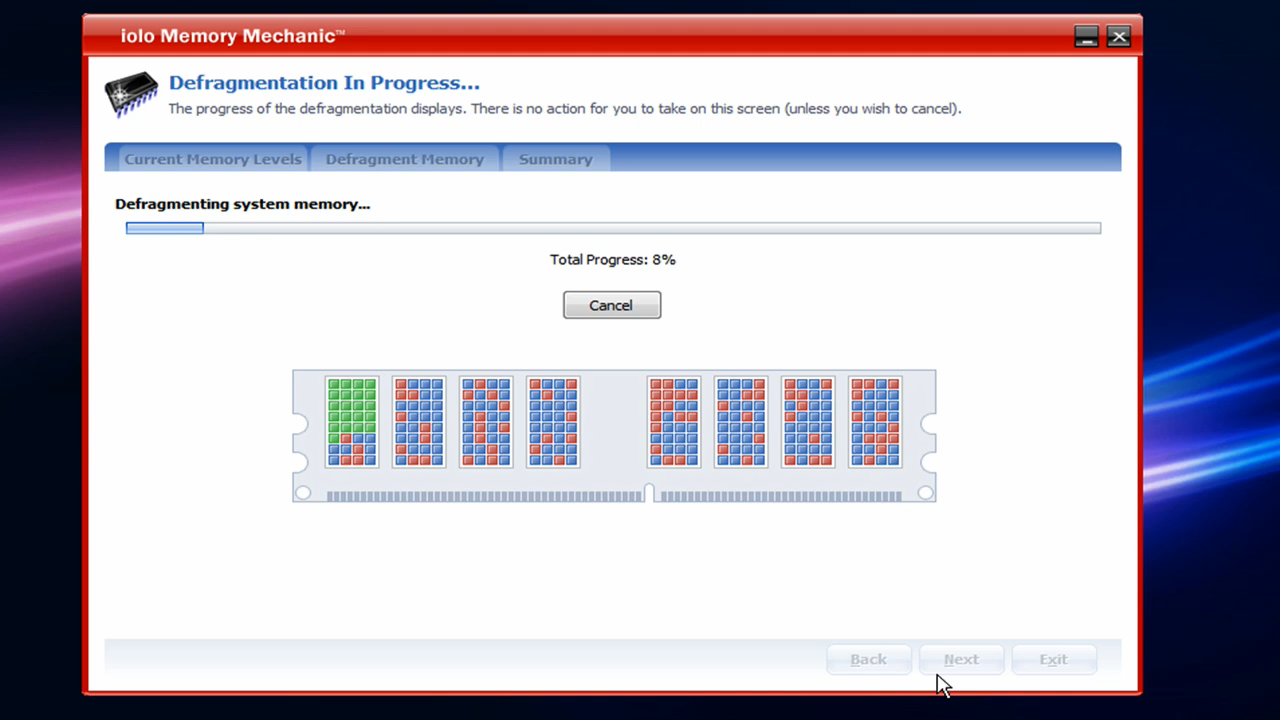 iolo Memory Mechanic™
Defragmentation In Progress...
The progress of the defragmentation displays. There is no action for you to take on this screen (unless you wish to cancel).
Current Memory Levels
Defragment Memory
Summary
Defragmenting system memory...
Total Progress: 8%
Cancel
Back
Next
Exit